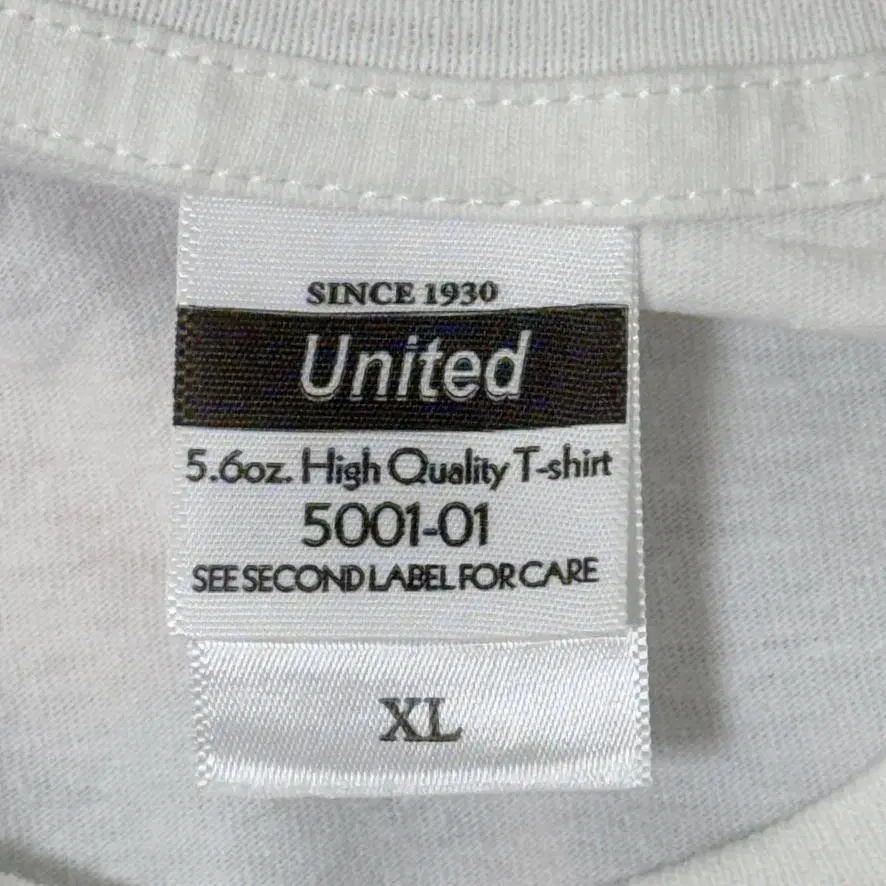 SINCE 1930
United
5.6oz. High Quality T-shirt
5001-01
SEE SECOND LABEL FOR CARE
XL